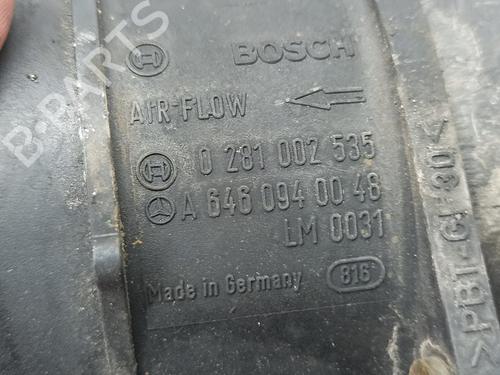 BOSCH
AIR-FLOW
0 281 002 535
A 646 094 00 48
LM 0031
Made in Germany
816
>PBT-GF30<
B-PARTS